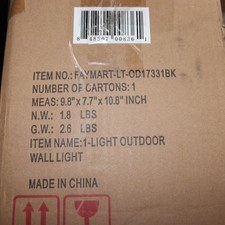 ITEM NO.: FAYMART-LT-OD17331BK
NUMBER OF CARTONS: 1
MEAS: 9.8"x 7.7"x 10.8" INCH
N.W.: 1.8 LBS
G.W.: 2.6 LBS
ITEM NAME:1-LIGHT OUTDOOR
WALL LIGHT
MADE IN CHINA